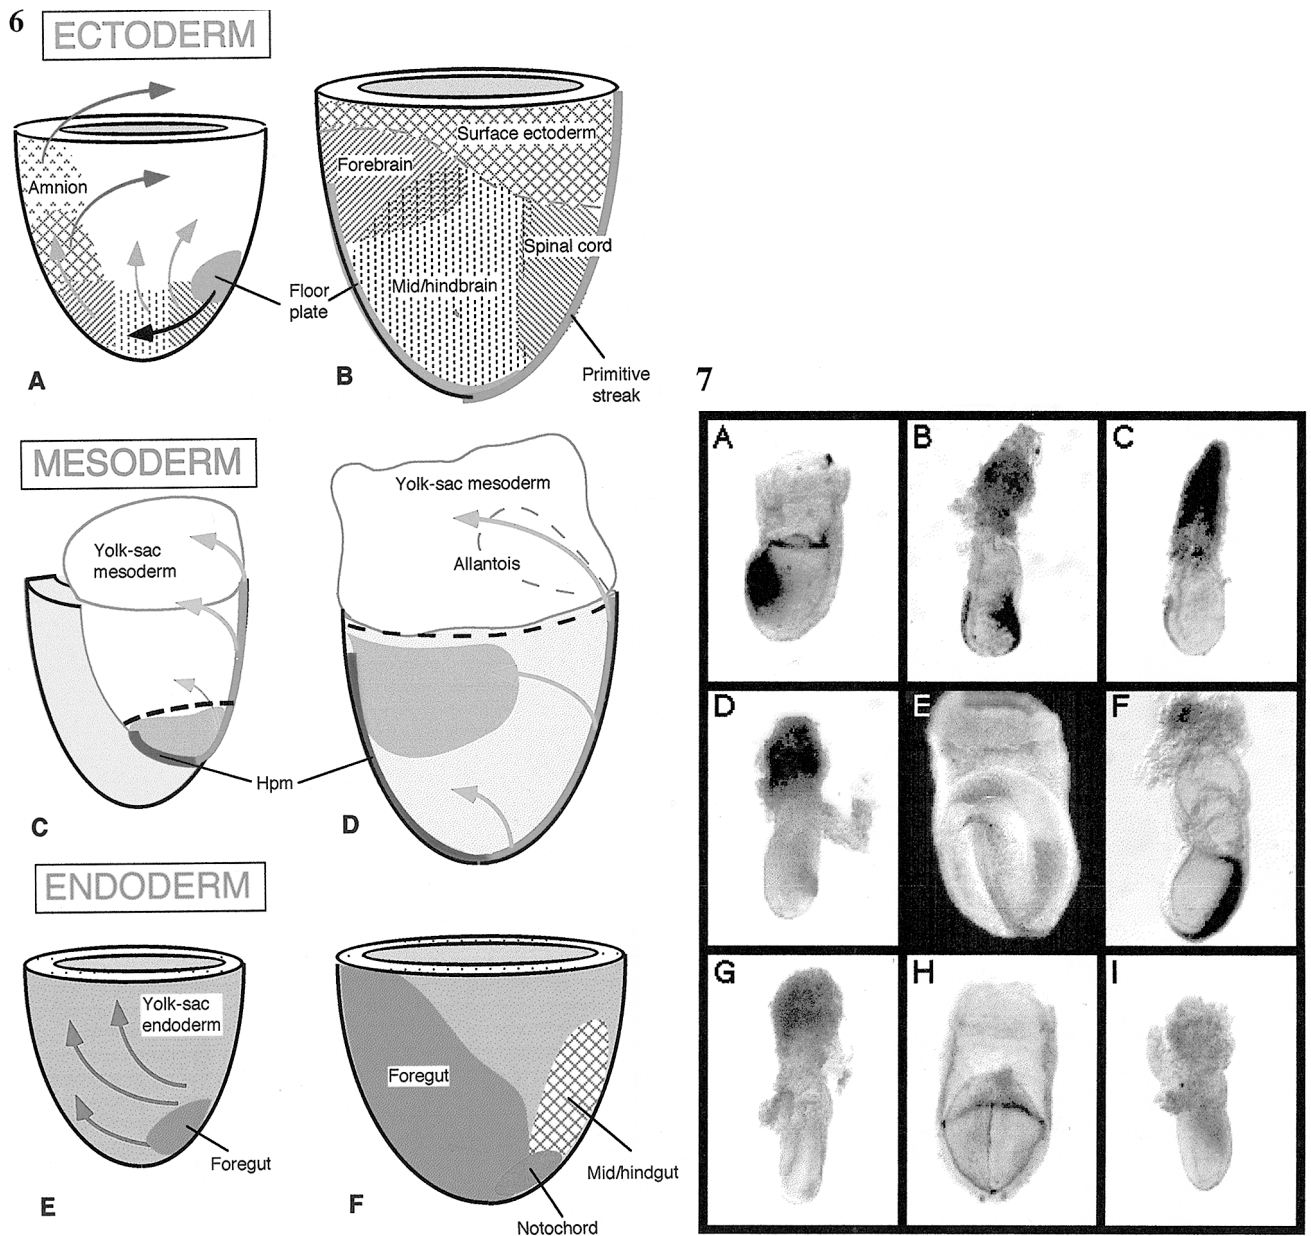 6
ECTODERM
Amnion
Floor
plate
A
Surface ectoderm
Forebrain
Spinal cord
Mid/hindbrain
Primitive
streak
B
MESODERM
Yolk-sac
mesoderm
Hpm
C
Yolk-sac mesoderm
Allantois
D
ENDODERM
Yolk-sac
endoderm
Foregut
E
Foregut
Mid/hindgut
Notochord
F
7
A
B
C
D
E
F
G
H
I